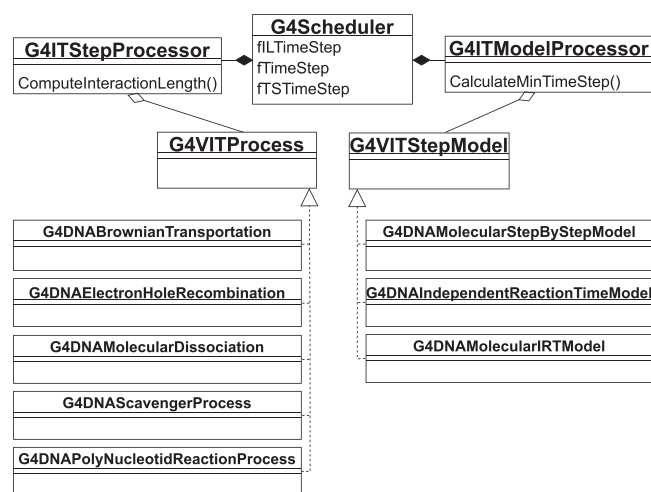 G4Scheduler
fILTimeStep
fTimeStep
fTSTimeStep
G4ITStepProcessor
ComputeInteractionLength()
G4ITModelProcessor
CalculateMinTimeStep()
G4VITProcess
G4VITStepModel
G4DNABrownianTransportation
G4DNAElectronHoleRecombination
G4DNAMolecularDissociation
G4DNAScavengerProcess
G4DNAPolyNucleotidReactionProcess
G4DNAMolecularStepByStepModel
G4DNAIndependentReactionTimeModel
G4DNAMolecularIRTModel